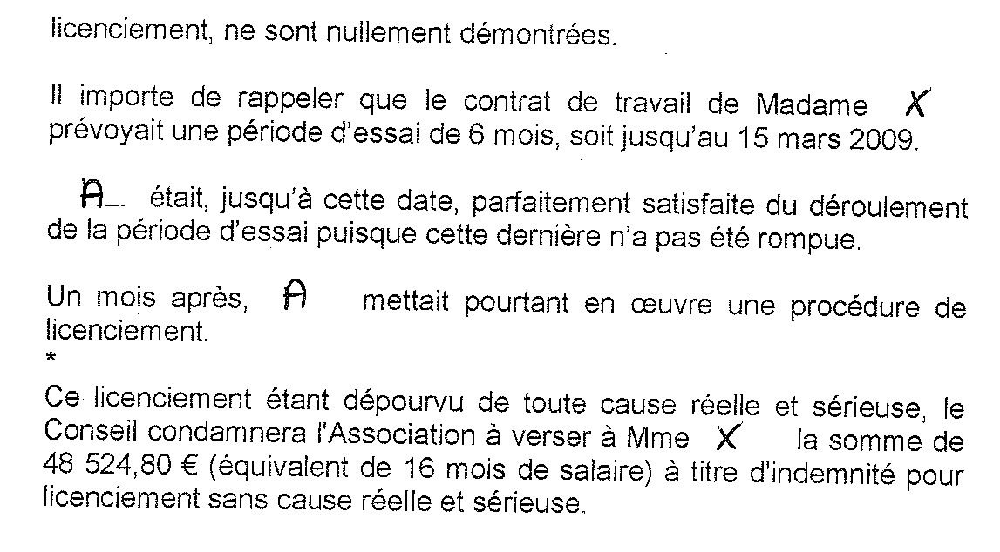 licenciement, ne sont nullement démontrées.
Il importe de rappeler que le contrat de travail de Madame X
prévoyait une période d'essai de 6 mois, soit jusqu'au 15 mars 2009.
A était, jusqu'à cette date, parfaitement satisfaite du déroulement
de la période d'essai puisque cette dernière n'a pas été rompue.
Un mois après, A mettait pourtant en œuvre une procédure de
licenciement.
*
Ce licenciement étant dépourvu de toute cause réelle et sérieuse, le
Conseil condamnera l'Association à verser à Mme X la somme de
48 524,80 € (équivalent de 16 mois de salaire) à titre d'indemnité pour
licenciement sans cause réelle et sérieuse.